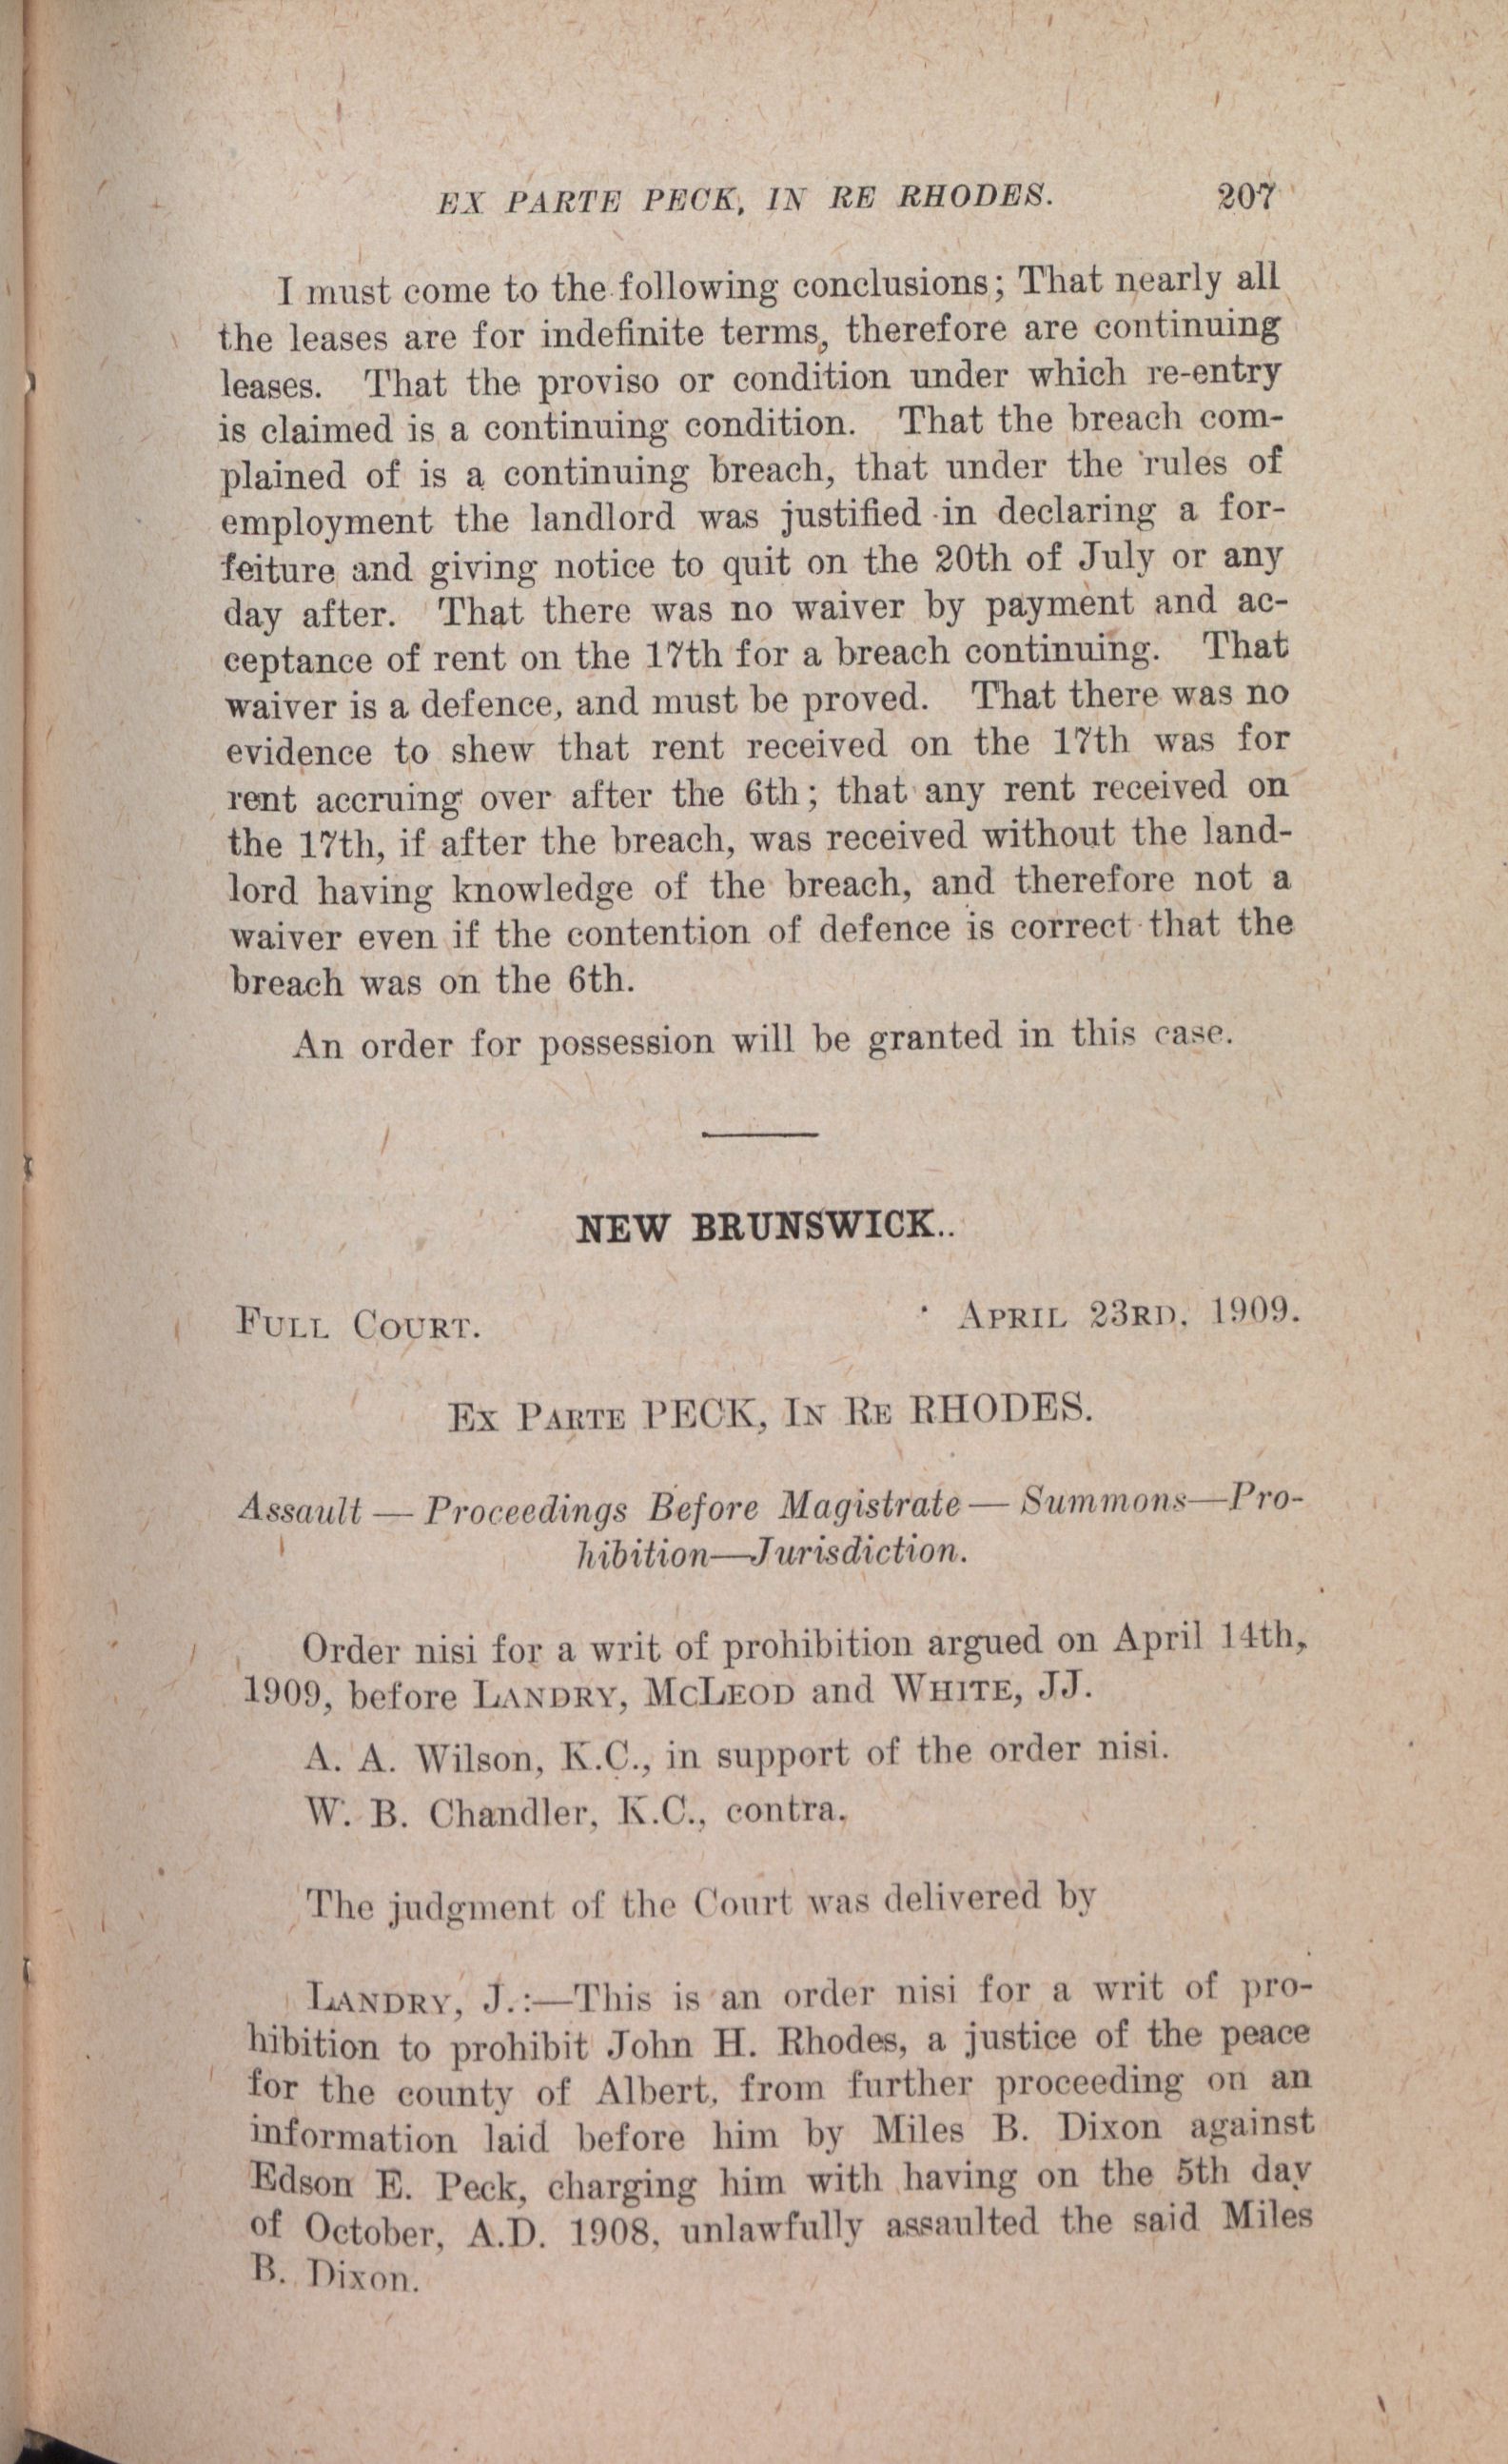 EX PARTE PECK, IN RE RHODES. 207
I must come to the following conclusions; That nearly all
the leases are for indefinite terms, therefore are continuing
leases. That the proviso or condition under which re-entry
is claimed is a continuing condition. That the breach com-
plained of is a continuing breach, that under the rules of
employment the landlord was justified in declaring a for-
feiture and giving notice to quit on the 20th of July or any
day after. That there was no waiver by payment and ac-
ceptance of rent on the 17th for a breach continuing. That
waiver is a defence, and must be proved. That there was no
evidence to shew that rent received on the 17th was for
rent accruing over after the 6th; that any rent received on
the 17th, if after the breach, was received without the land-
lord having knowledge of the breach, and therefore not a
waiver even if the contention of defence is correct that the
breach was on the 6th.
An order for possession will be granted in this case.
NEW BRUNSWICK..
FULL COURT. APRIL 23RD, 1909.
EX PARTE PECK, IN RE RHODES.
Assault — Proceedings Before Magistrate — Summons—Pro-
hibition—Jurisdiction.
Order nisi for a writ of prohibition argued on April 14th,
1909, before LANDRY, MCLEOD and WHITE, JJ.
A. A. Wilson, K.C., in support of the order nisi.
W. B. Chandler, K.C., contra.
The judgment of the Court was delivered by
LANDRY, J.:—This is an order nisi for a writ of pro-
hibition to prohibit John H. Rhodes, a justice of the peace
for the county of Albert, from further proceeding on an
information laid before him by Miles B. Dixon against
Edson E. Peck, charging him with having on the 5th day
of October, A.D. 1908, unlawfully assaulted the said Miles
B. Dixon.